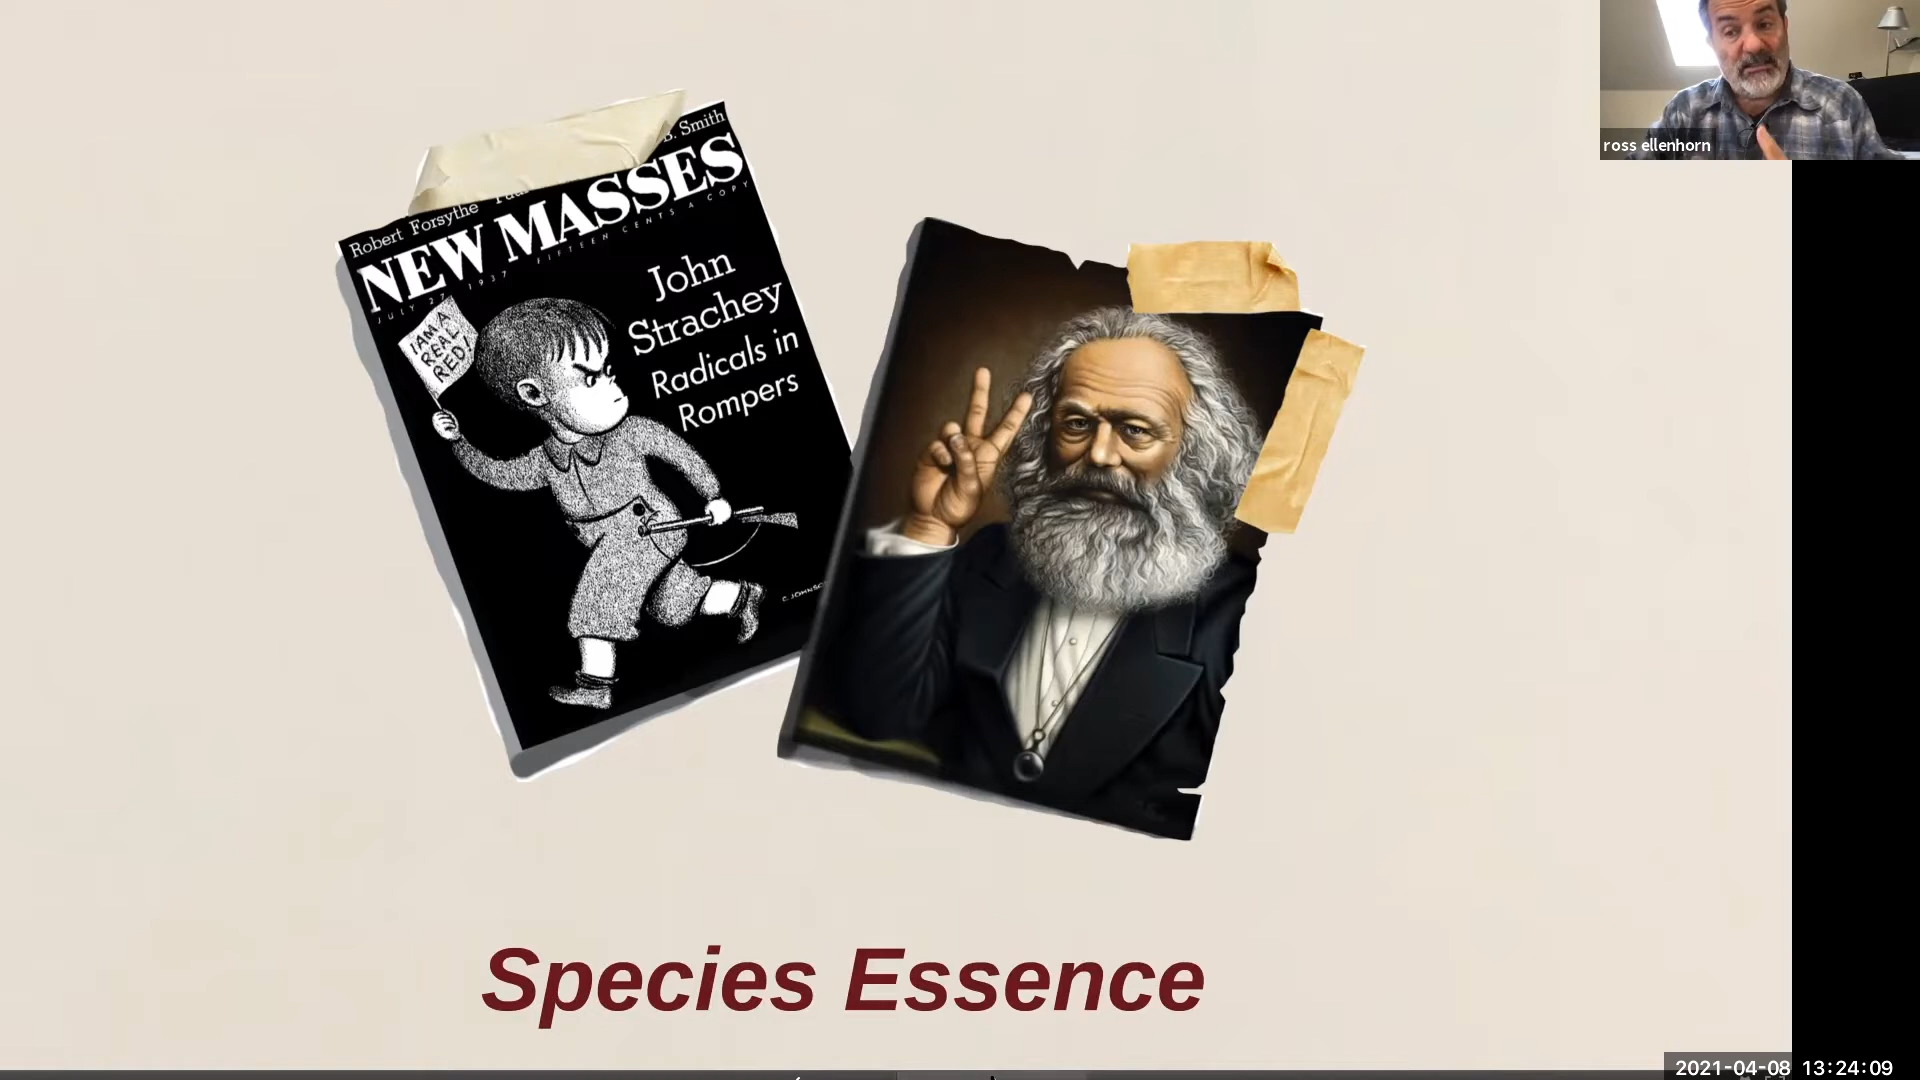 B. Smith
Robert Forsythe
NEW MASSES
JULY 27 1937 FIFTEEN CENTS A COPY
John
Strachey
Radicals in
Rompers
I AM A
REAL
RED!
ross ellenhorn
Species Essence
2021-04-08 13:24:09